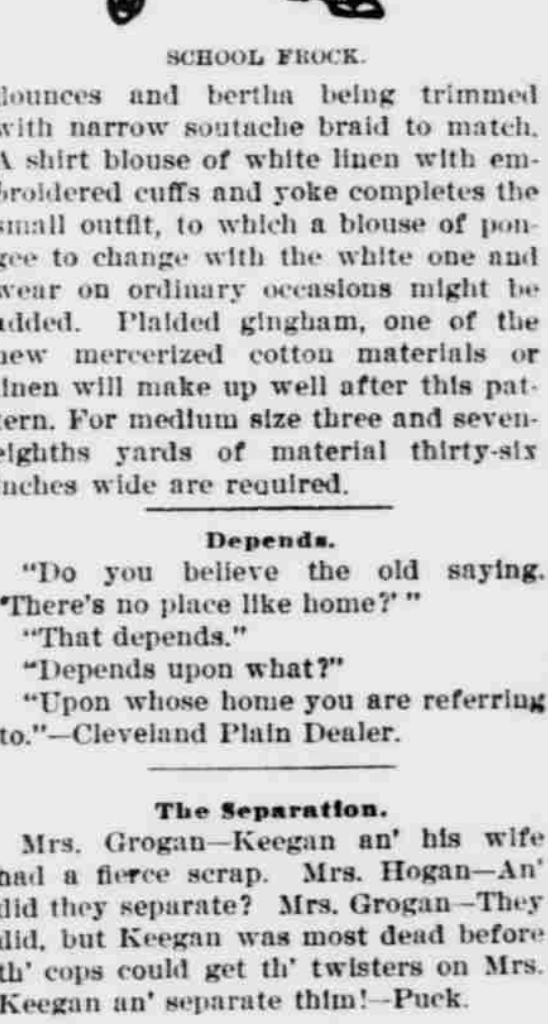 SCHOOL FROCK.
lounces and bertha being trimmed
with narrow soutache braid to match.
A shirt blouse of white linen with em-
broidered cuffs and yoke completes the
small outfit, to which a blouse of pon-
gee to change with the white one and
wear on ordinary occasions might be
added. Plaided gingham, one of the
new mercerized cotton materials or
linen will make up well after this pat-
tern. For medium size three and seven-
eighths yards of material thirty-six
inches wide are required.
Depends.
"Do you believe the old saying.
'There's no place like home?' "
"That depends."
"Depends upon what?"
"Upon whose home you are referring
to."—Cleveland Plain Dealer.
The Separation.
Mrs. Grogan—Keegan an' his wife
had a fierce scrap. Mrs. Hogan—An'
did they separate? Mrs. Grogan—They
did, but Keegan was most dead before
th' cops could get th' twisters on Mrs.
Keegan an' separate thim!—Puck.